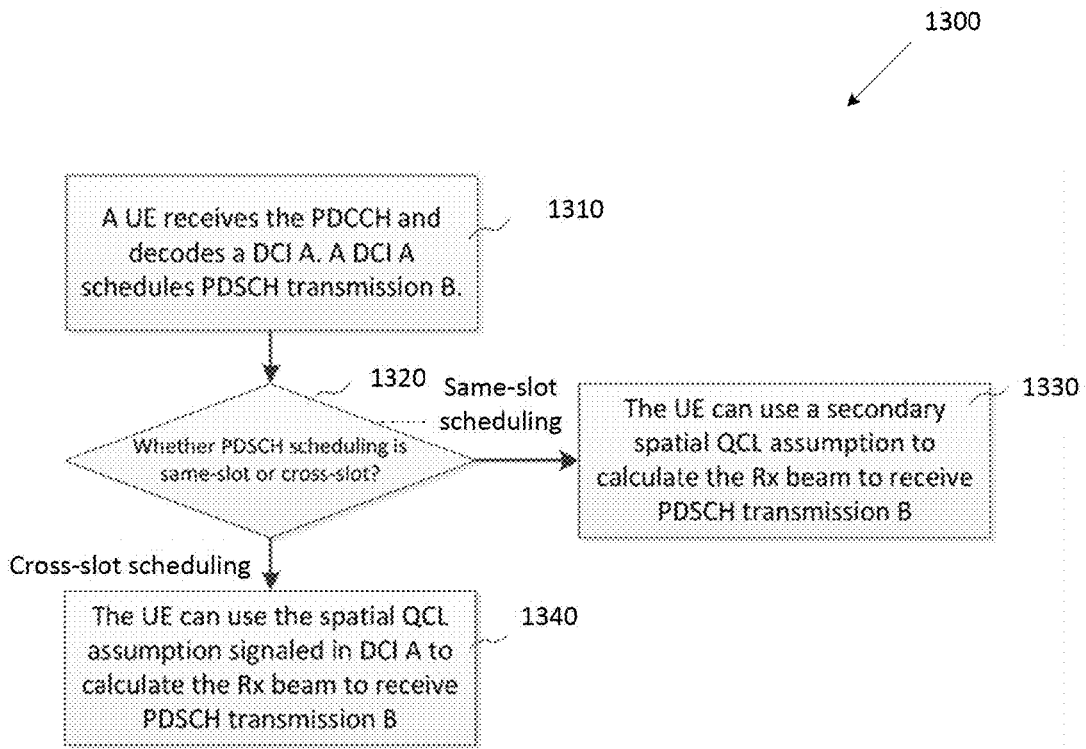 1300
A UE receives the PDCCH and
decodes a DCI A. A DCI A
schedules PDSCH transmission B.
1310
1320
Whether PDSCH scheduling is
same-slot or cross-slot?
Same-slot
scheduling
The UE can use a secondary
spatial QCL assumption to
calculate the Rx beam to receive
PDSCH transmission B
1330
Cross-slot scheduling
The UE can use the spatial QCL
assumption signaled in DCI A to
calculate the Rx beam to receive
PDSCH transmission B
1340